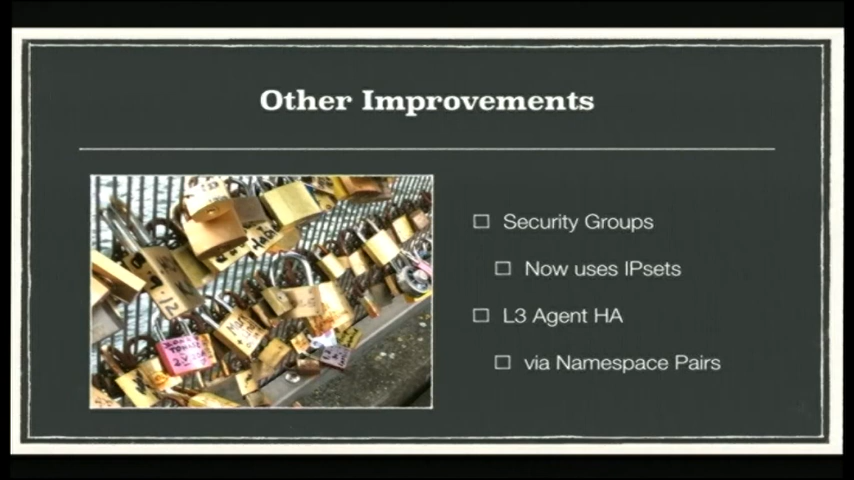 Other Improvements
Security Groups
Now uses IPsets
L3 Agent HA
via Namespace Pairs